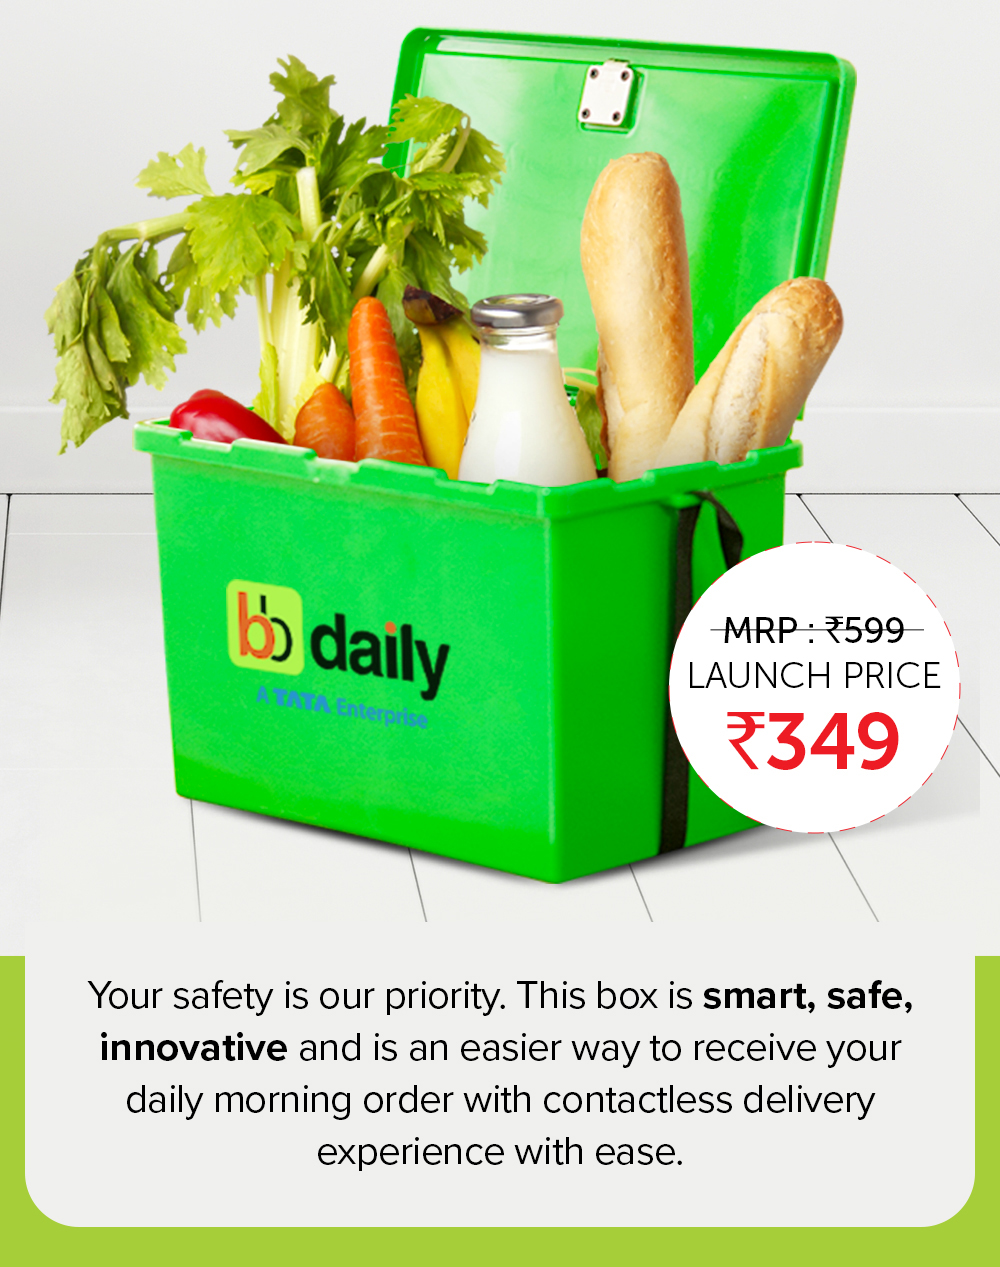 bb daily
A TATA Enterprise
MRP : ₹599
LAUNCH PRICE
₹349
Your safety is our priority. This box is smart, safe,
innovative and is an easier way to receive your
daily morning order with contactless delivery
experience with ease.